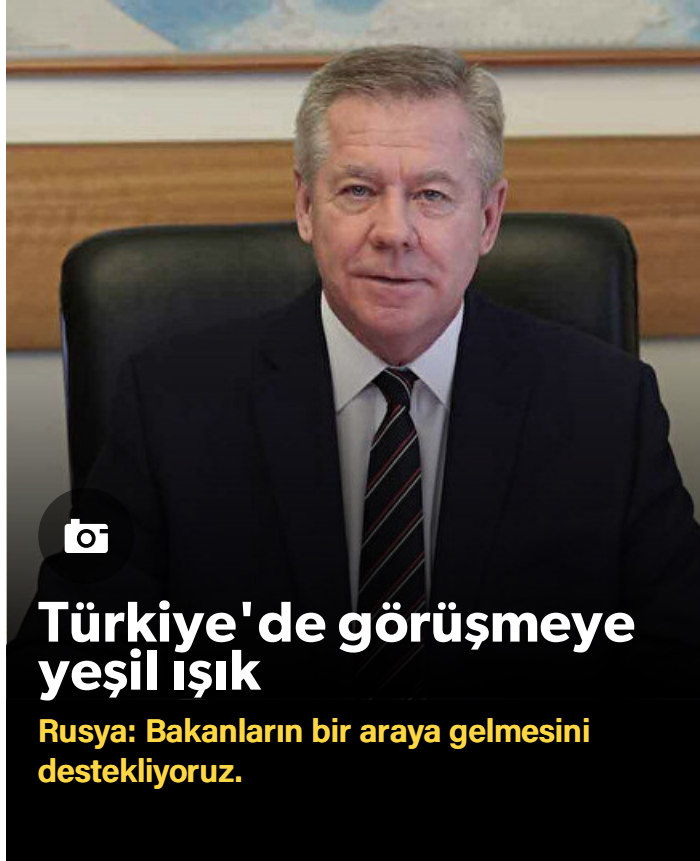 Türkiye'de görüşmeye
yeşil ışık
Rusya: Bakanların bir araya gelmesini
destekliyoruz.